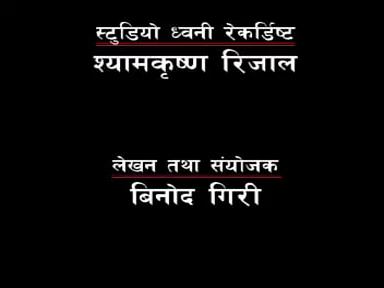 स्टुडियो ध्वनी रेकर्डिष्ट
श्यामकृष्ण रिजाल
लेखन तथा संयोजक
बिनोद गिरी